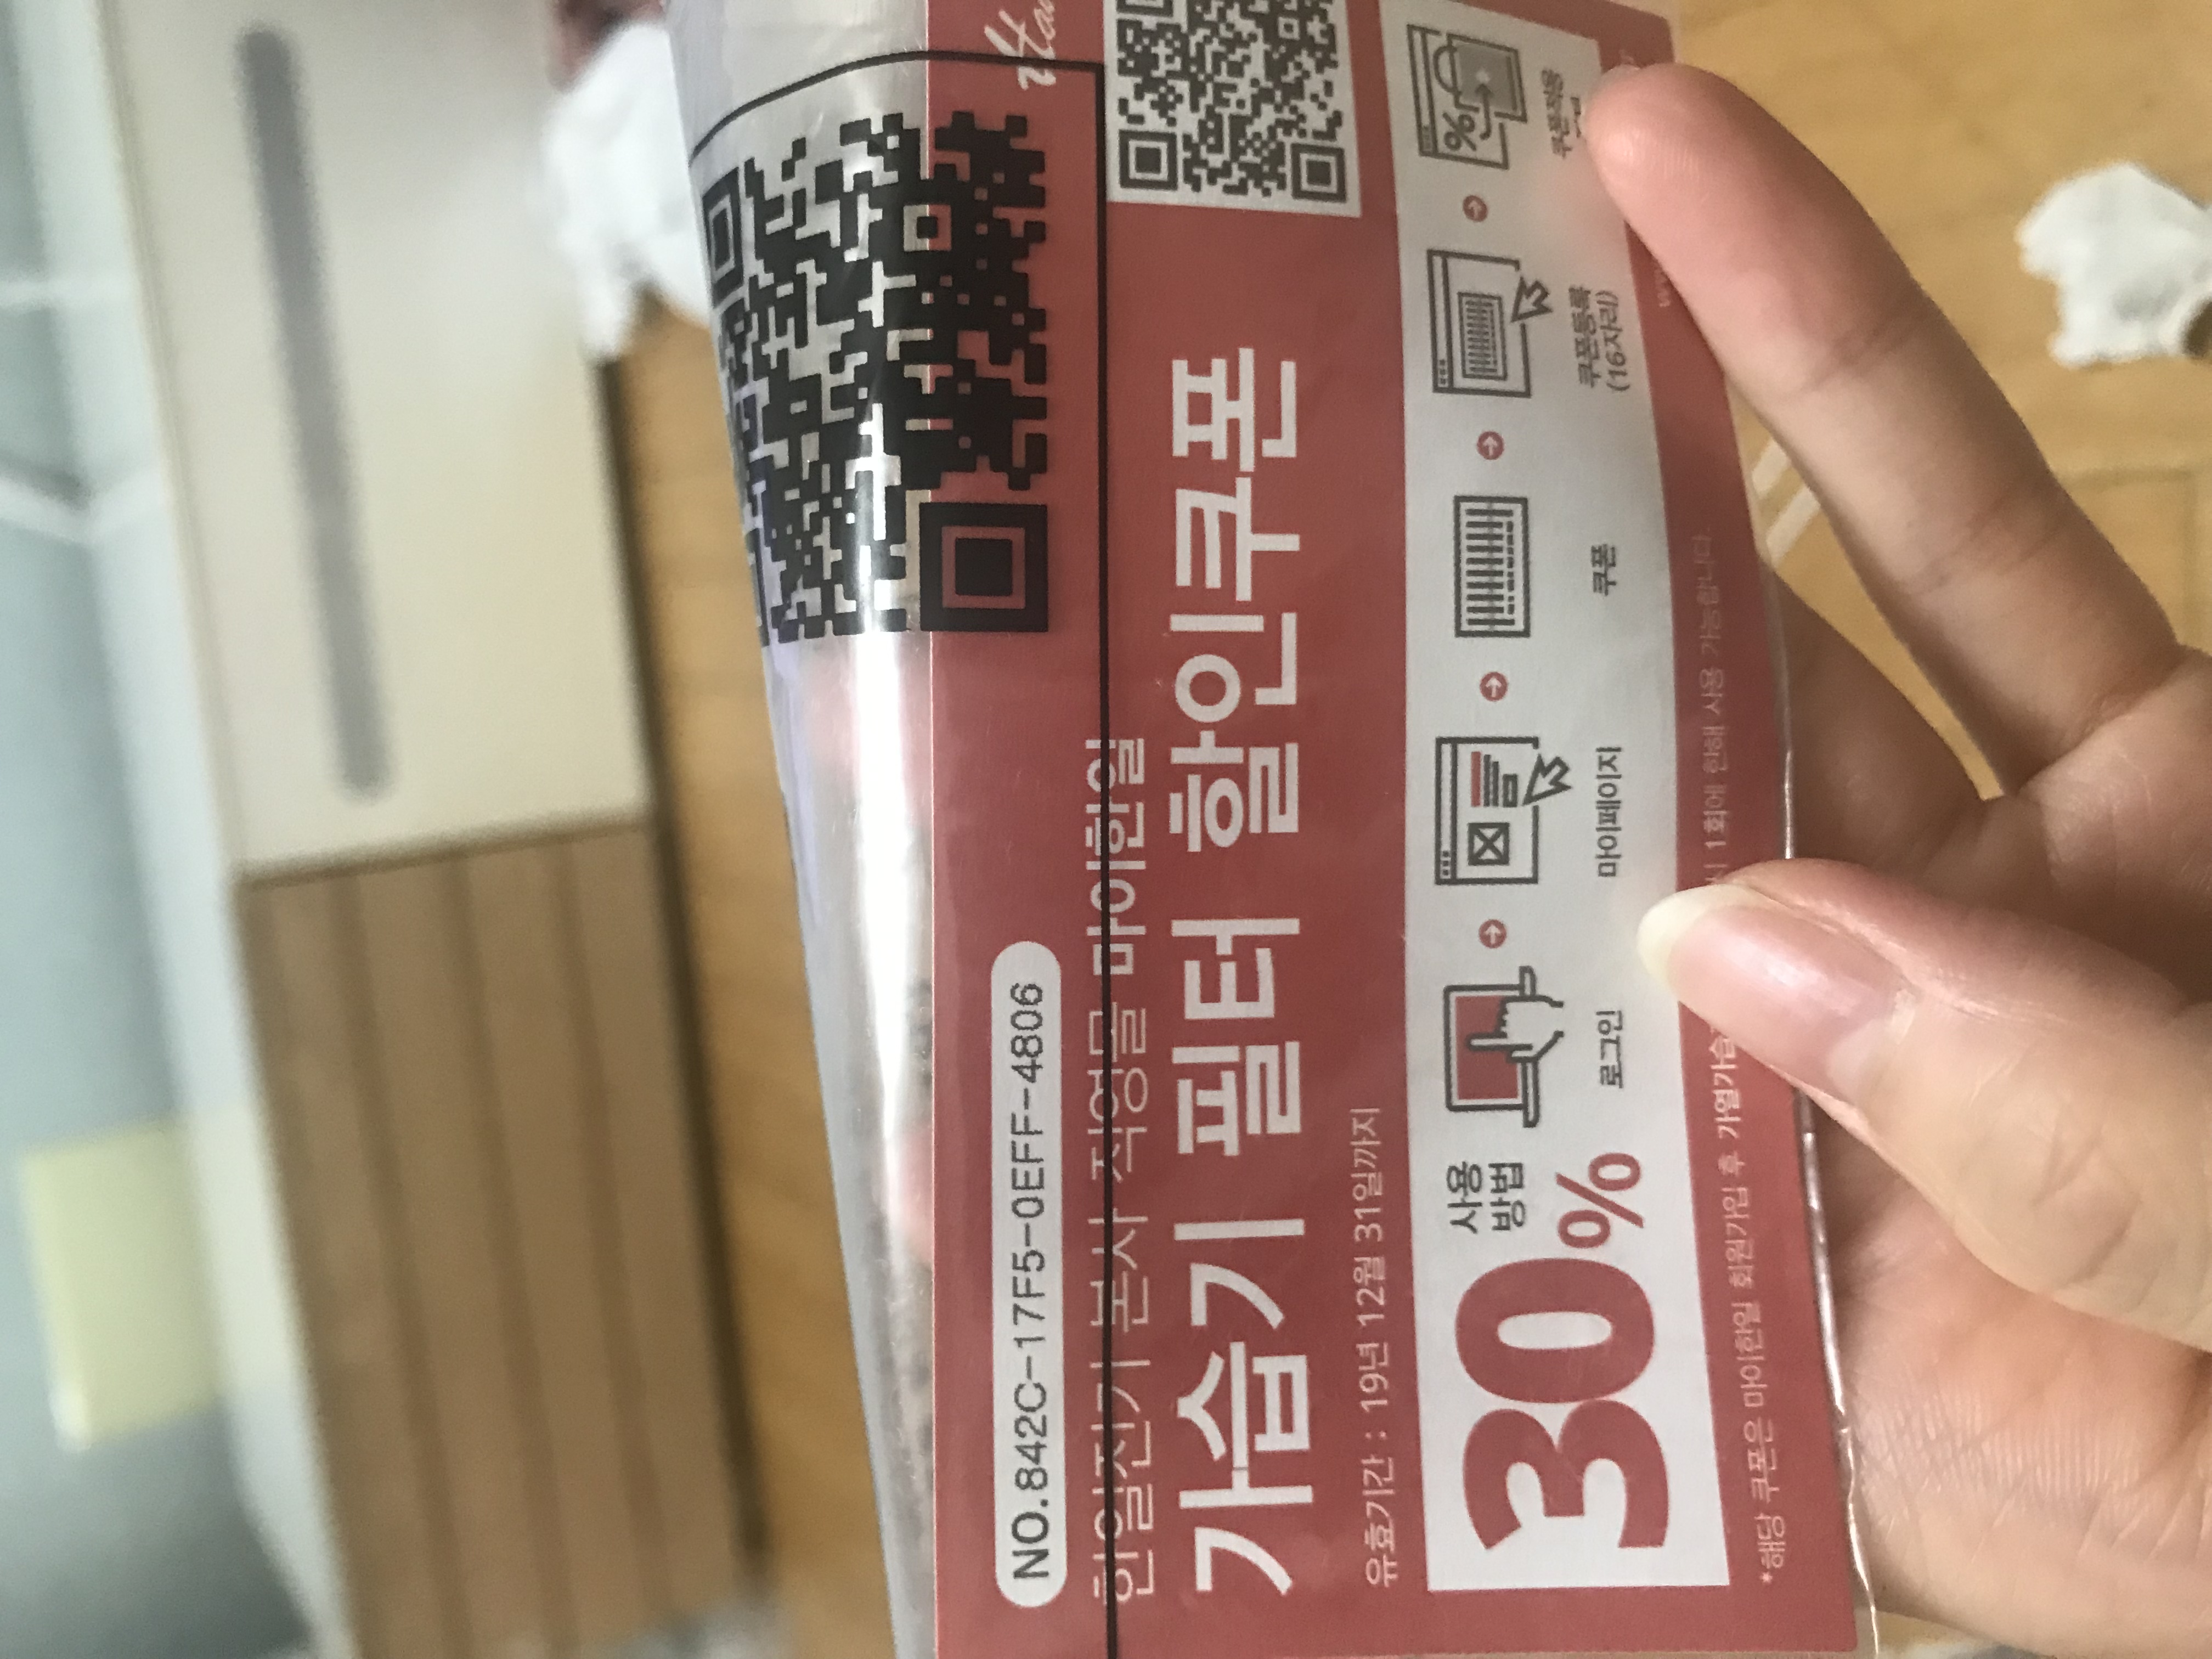 NO.842C-17F5-0EFF-4806
한일전기 본사 직영몰 마이한일
가습기 필터 할인쿠폰
유효기간 : 19년 12월 31일까지
30%
사용
방법
로그인
마이페이지
쿠폰
쿠폰등록
(16자리)
쿠폰적용
*해당 쿠폰은 마이한일 회원가입 후 가열가습 1회에 한해 사용 가능합니다.